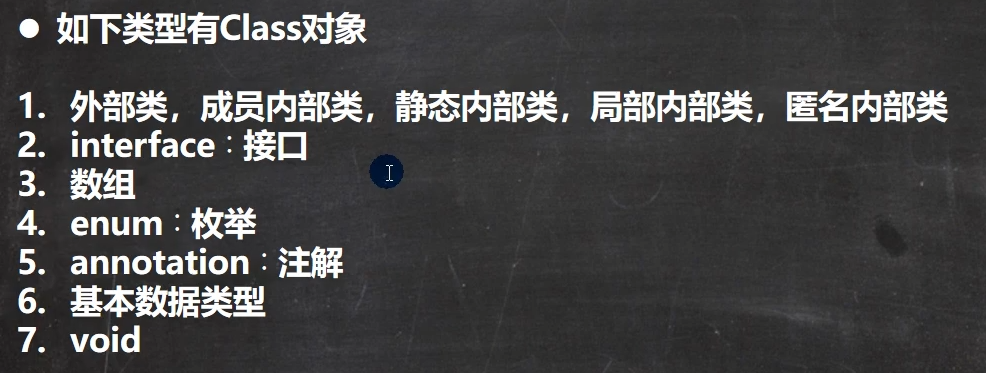 ● 如下类型有Class对象
1. 外部类，成员内部类，静态内部类，局部内部类，匿名内部类
2. interface：接口
3. 数组
4. enum：枚举
5. annotation：注解
6. 基本数据类型
7. void